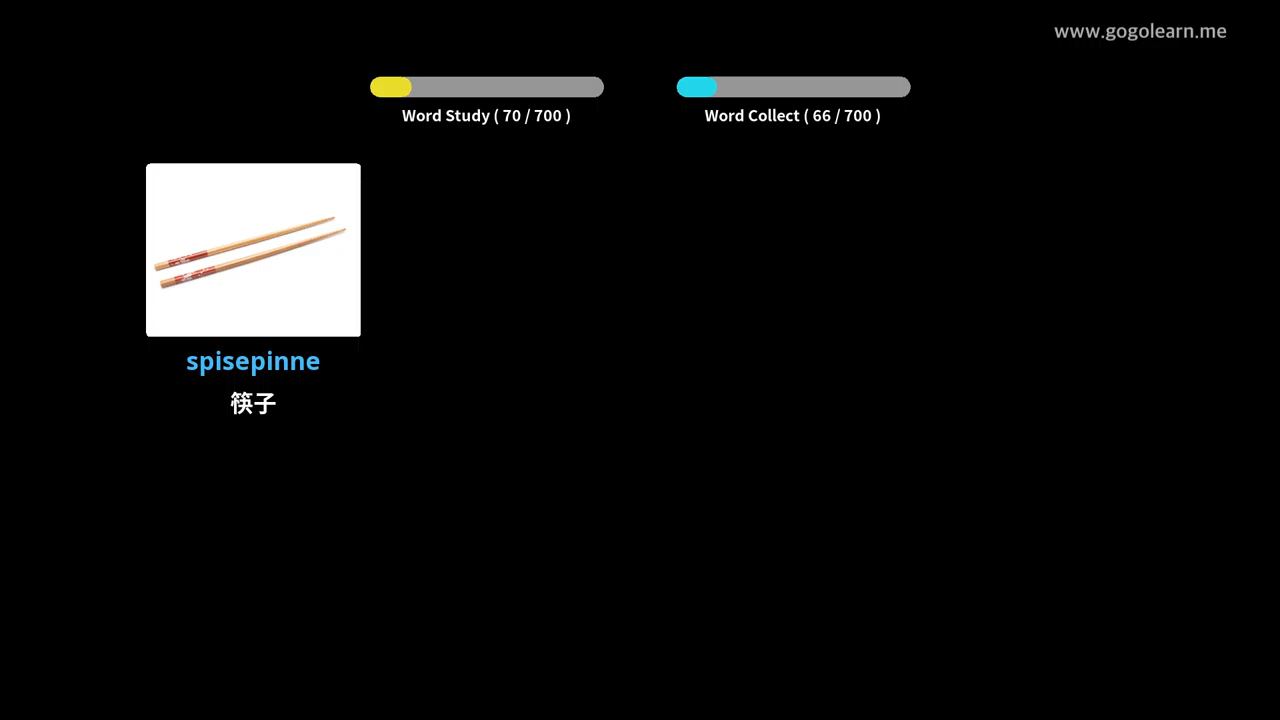 www.gogolearn.me
Word Study ( 70 / 700 )
Word Collect ( 66 / 700 )
spisepinne
筷子